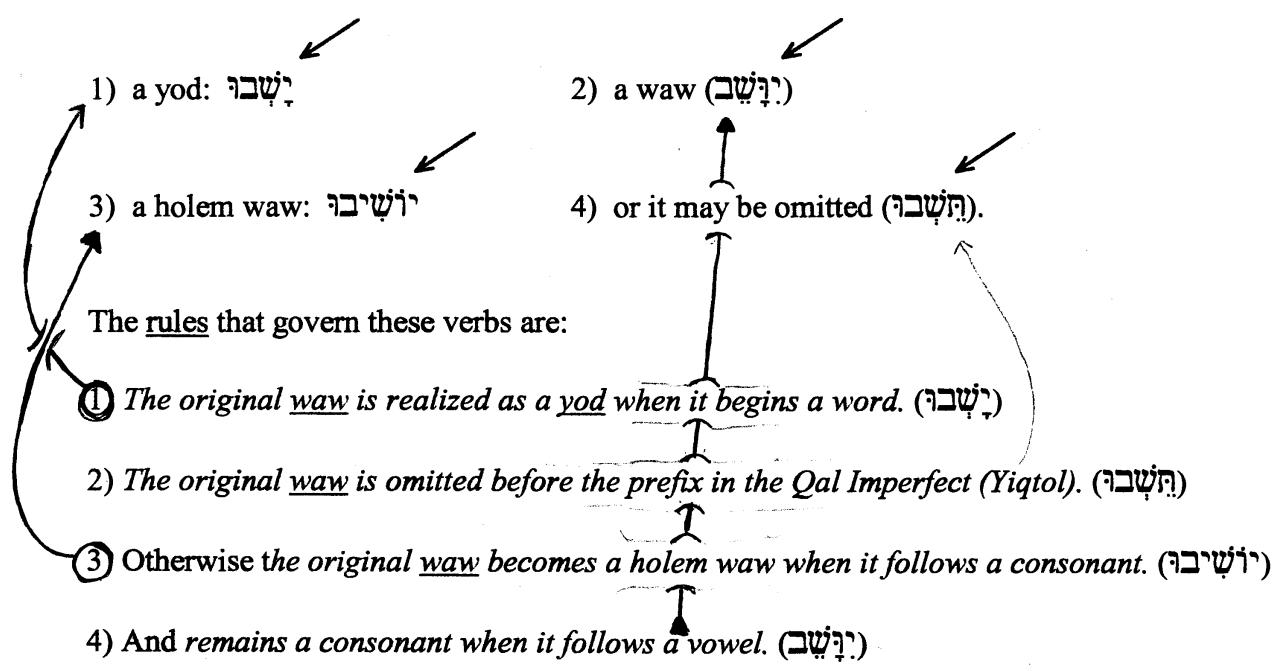 1) a yod: יָשְׁבוּ 2) a waw (יִוָּשֵׁב)
3) a holem waw: יוֹשִׁיבוּ 4) or it may be omitted (תֵּשְׁבוּ).
The rules that govern these verbs are:
1 The original waw is realized as a yod when it begins a word. (יָשְׁבוּ)
2) The original waw is omitted before the prefix in the Qal Imperfect (Yiqtol). (תֵּשְׁבוּ)
3) Otherwise the original waw becomes a holem waw when it follows a consonant. (יוֹשִׁיבוּ)
4) And remains a consonant when it follows a vowel. (יִוָּשֵׁב)